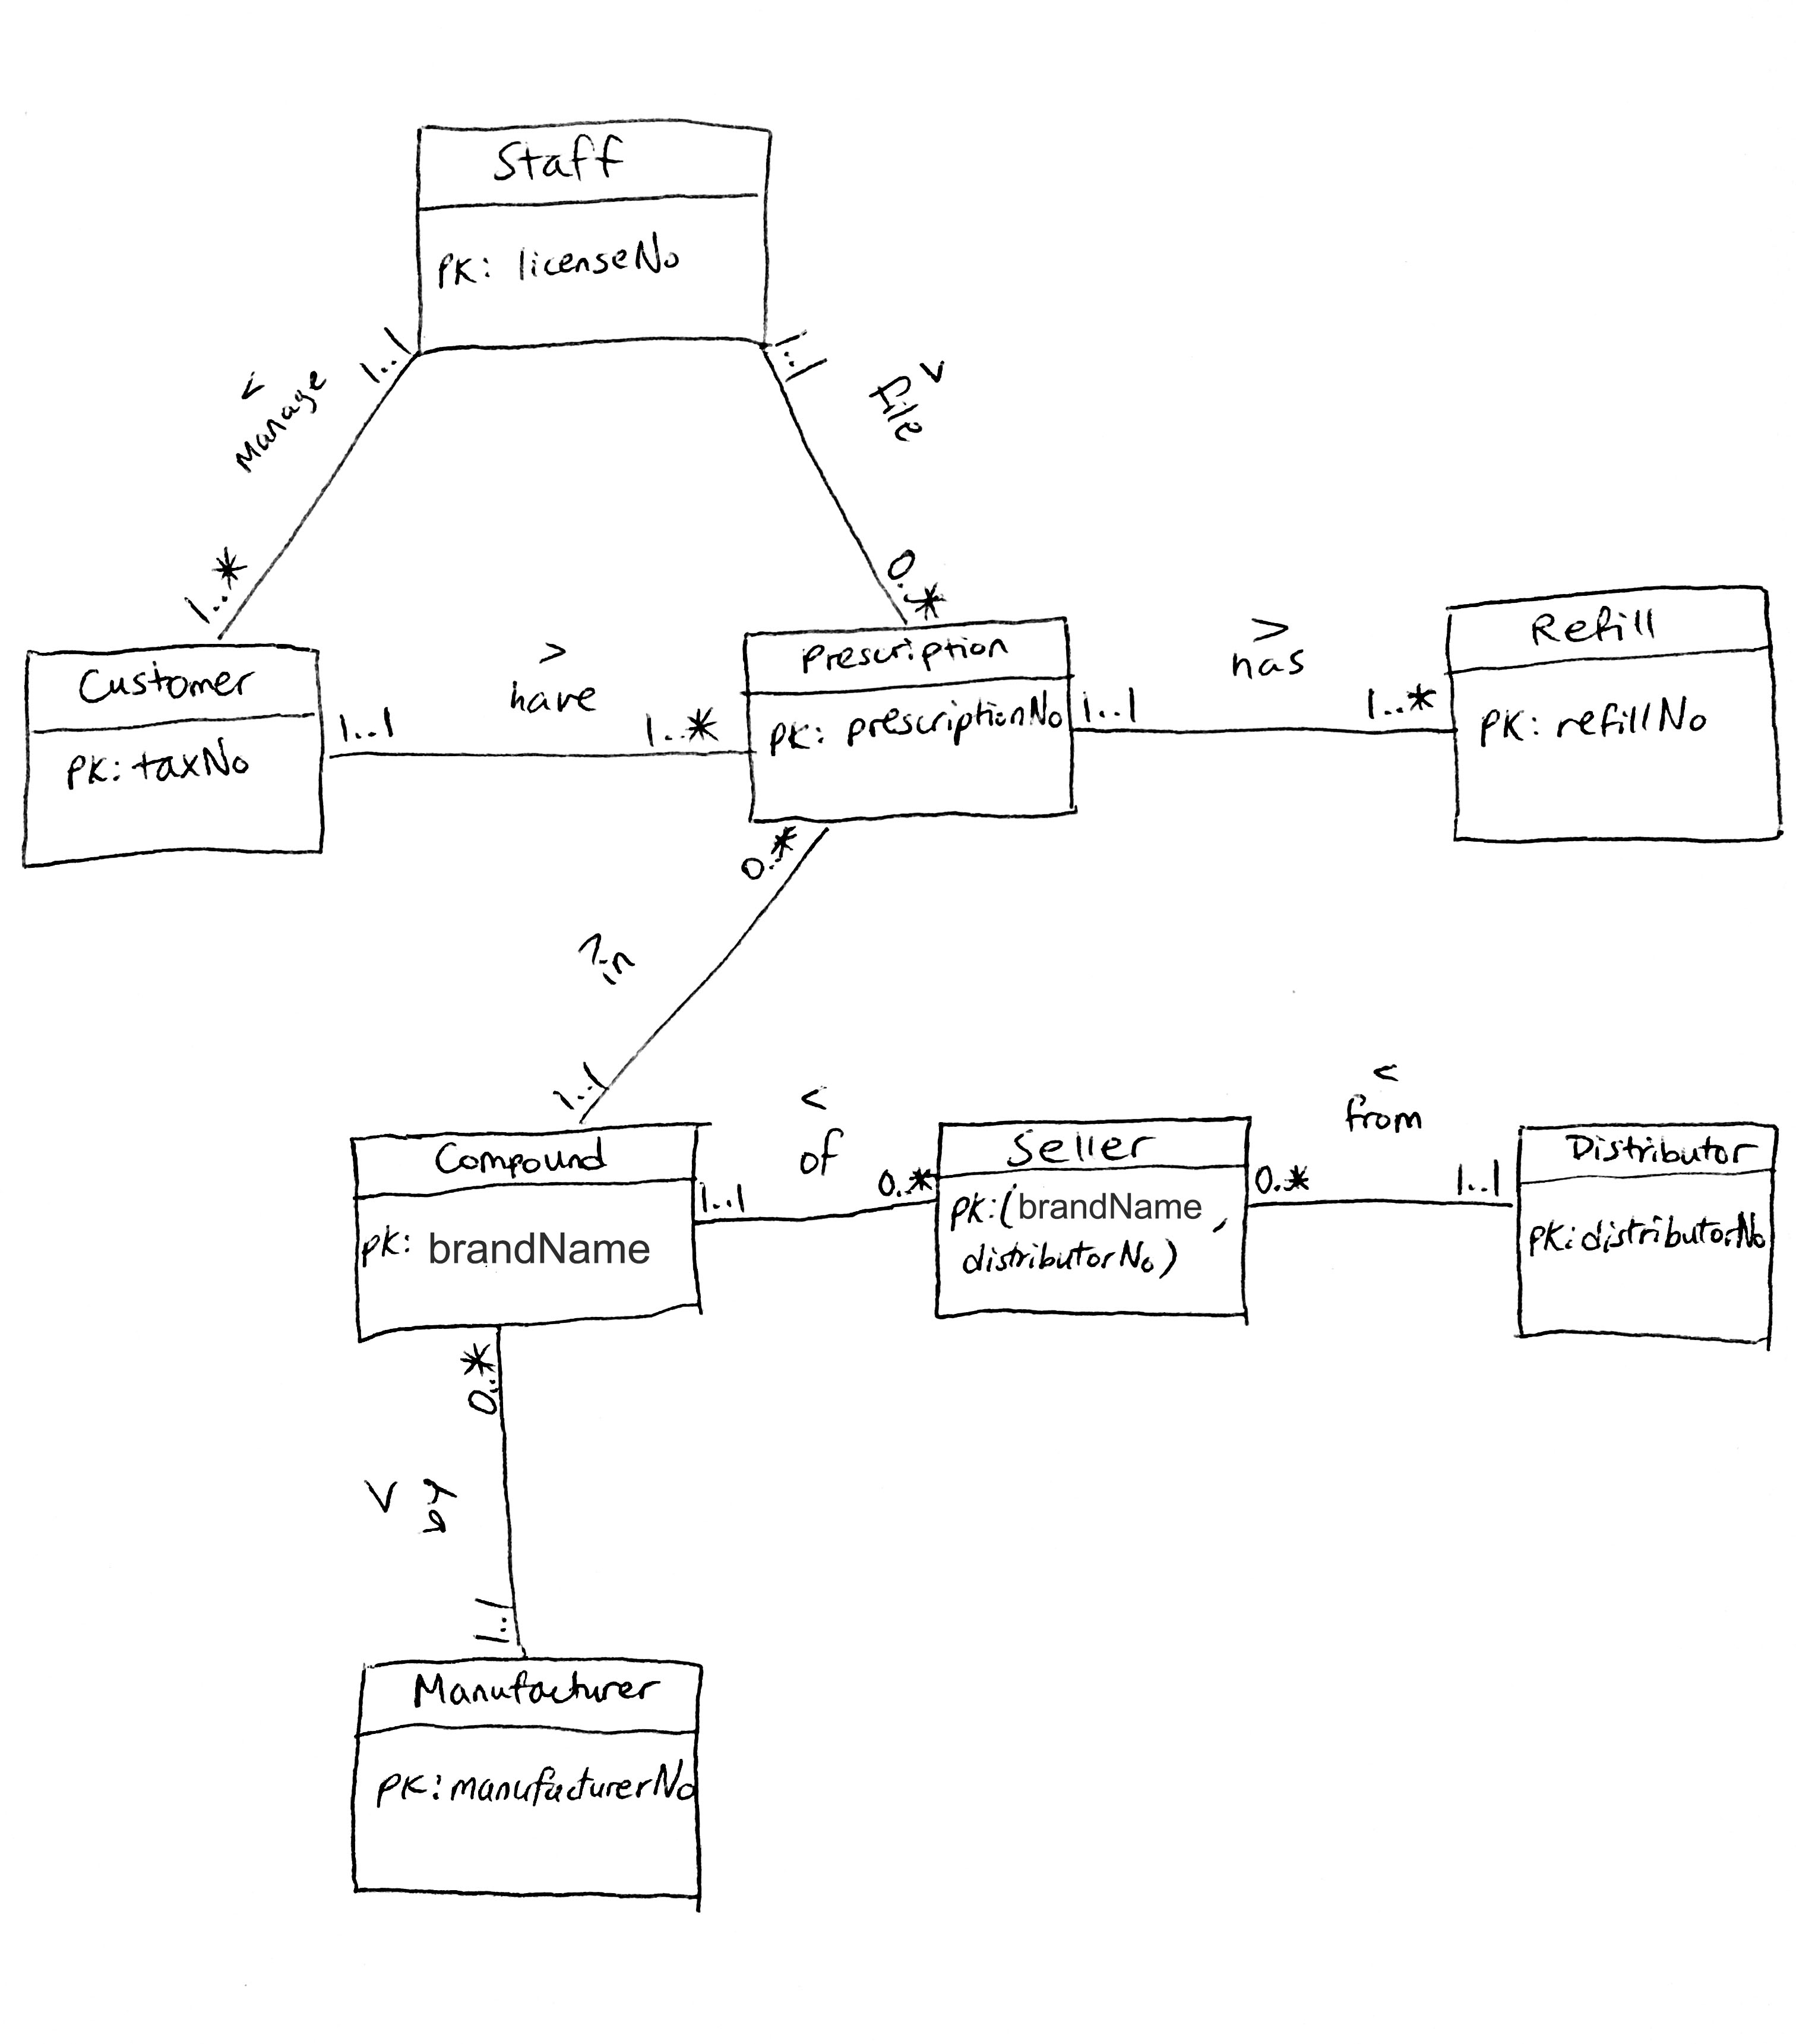 Staff
PK: licenseNo
1..1
1..1
<
Manage
v
File
1..*
0..*
Customer
PK: taxNo
>
have
1..1
1..*
Prescription
PK: prescriptionNo
>
has
1..1
1..*
Refill
PK: refillNo
0..*
in
1..1
Compound
PK: brandName
<
of
1..1
0..*
Seller
PK: (brandName,
distributorNo)
<
from
0..*
1..1
Distributor
PK: distributorNo
0..*
v
by
1..1
Manufacturer
PK: manufacturerNo